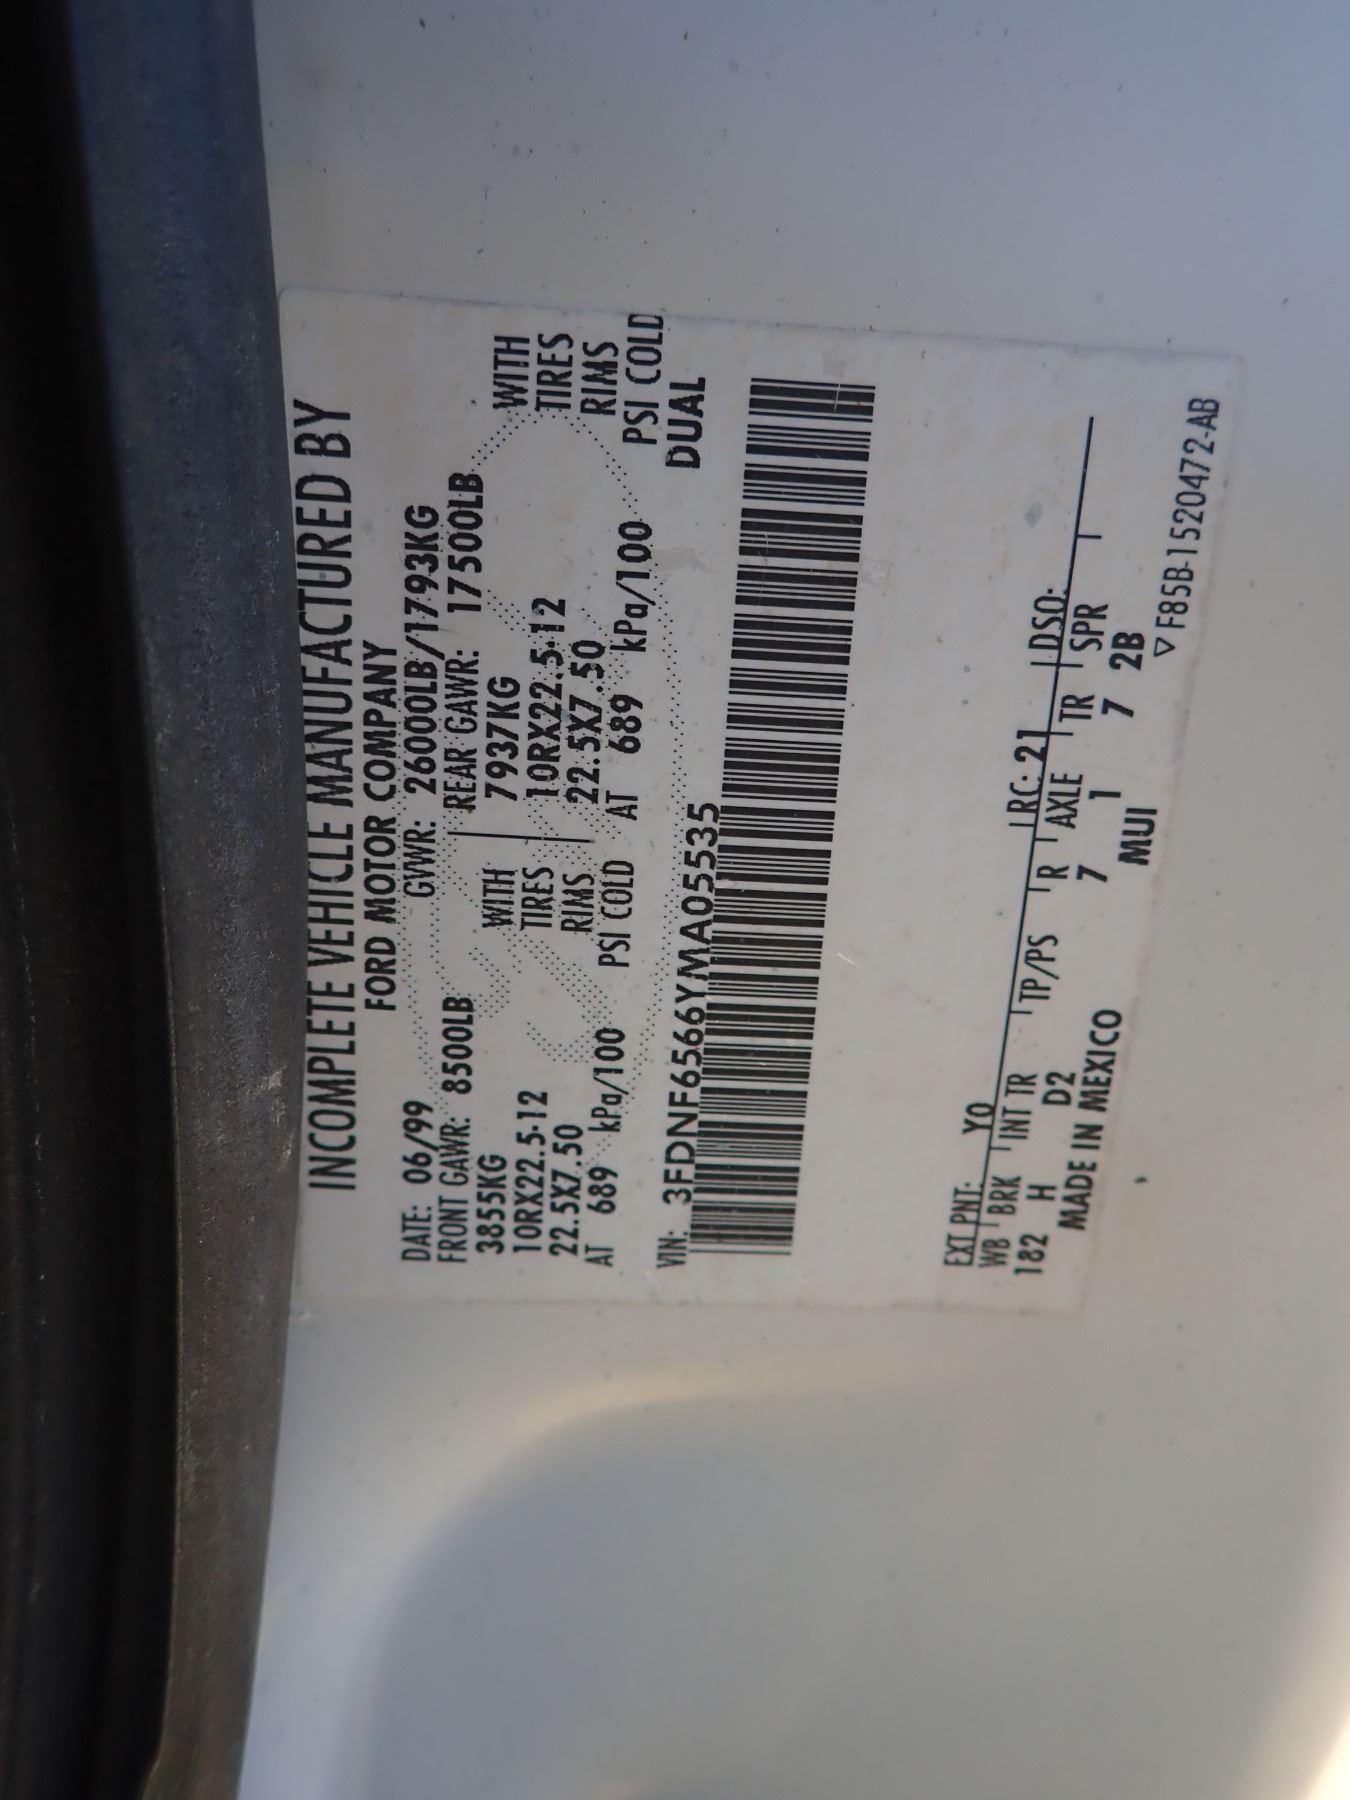 INCOMPLETE VEHICLE MANUFACTURED BY
FORD MOTOR COMPANY
DATE: 06/99 GVWR: 26000LB/1793KG
FRONT GAWR: 8500LB REAR GAWR: 17500LB
3855KG WITH 7937KG WITH
10RX22.5-12 TIRES 10RX22.5-12 TIRES
22.5X7.50 RIMS 22.5X7.50 RIMS
AT 689 kPa/100 PSI COLD AT 689 kPa/100 PSI COLD
DUAL
VIN: 3FDNF6566YMA05535
EXT PNT: YO RC: 21 DSO:
WB BRK INT TR TP/PS R AXLE TR SPR
182 H D2 7 1 7 2B
MADE IN MEXICO MUI
▽ F85B-1520472-AB